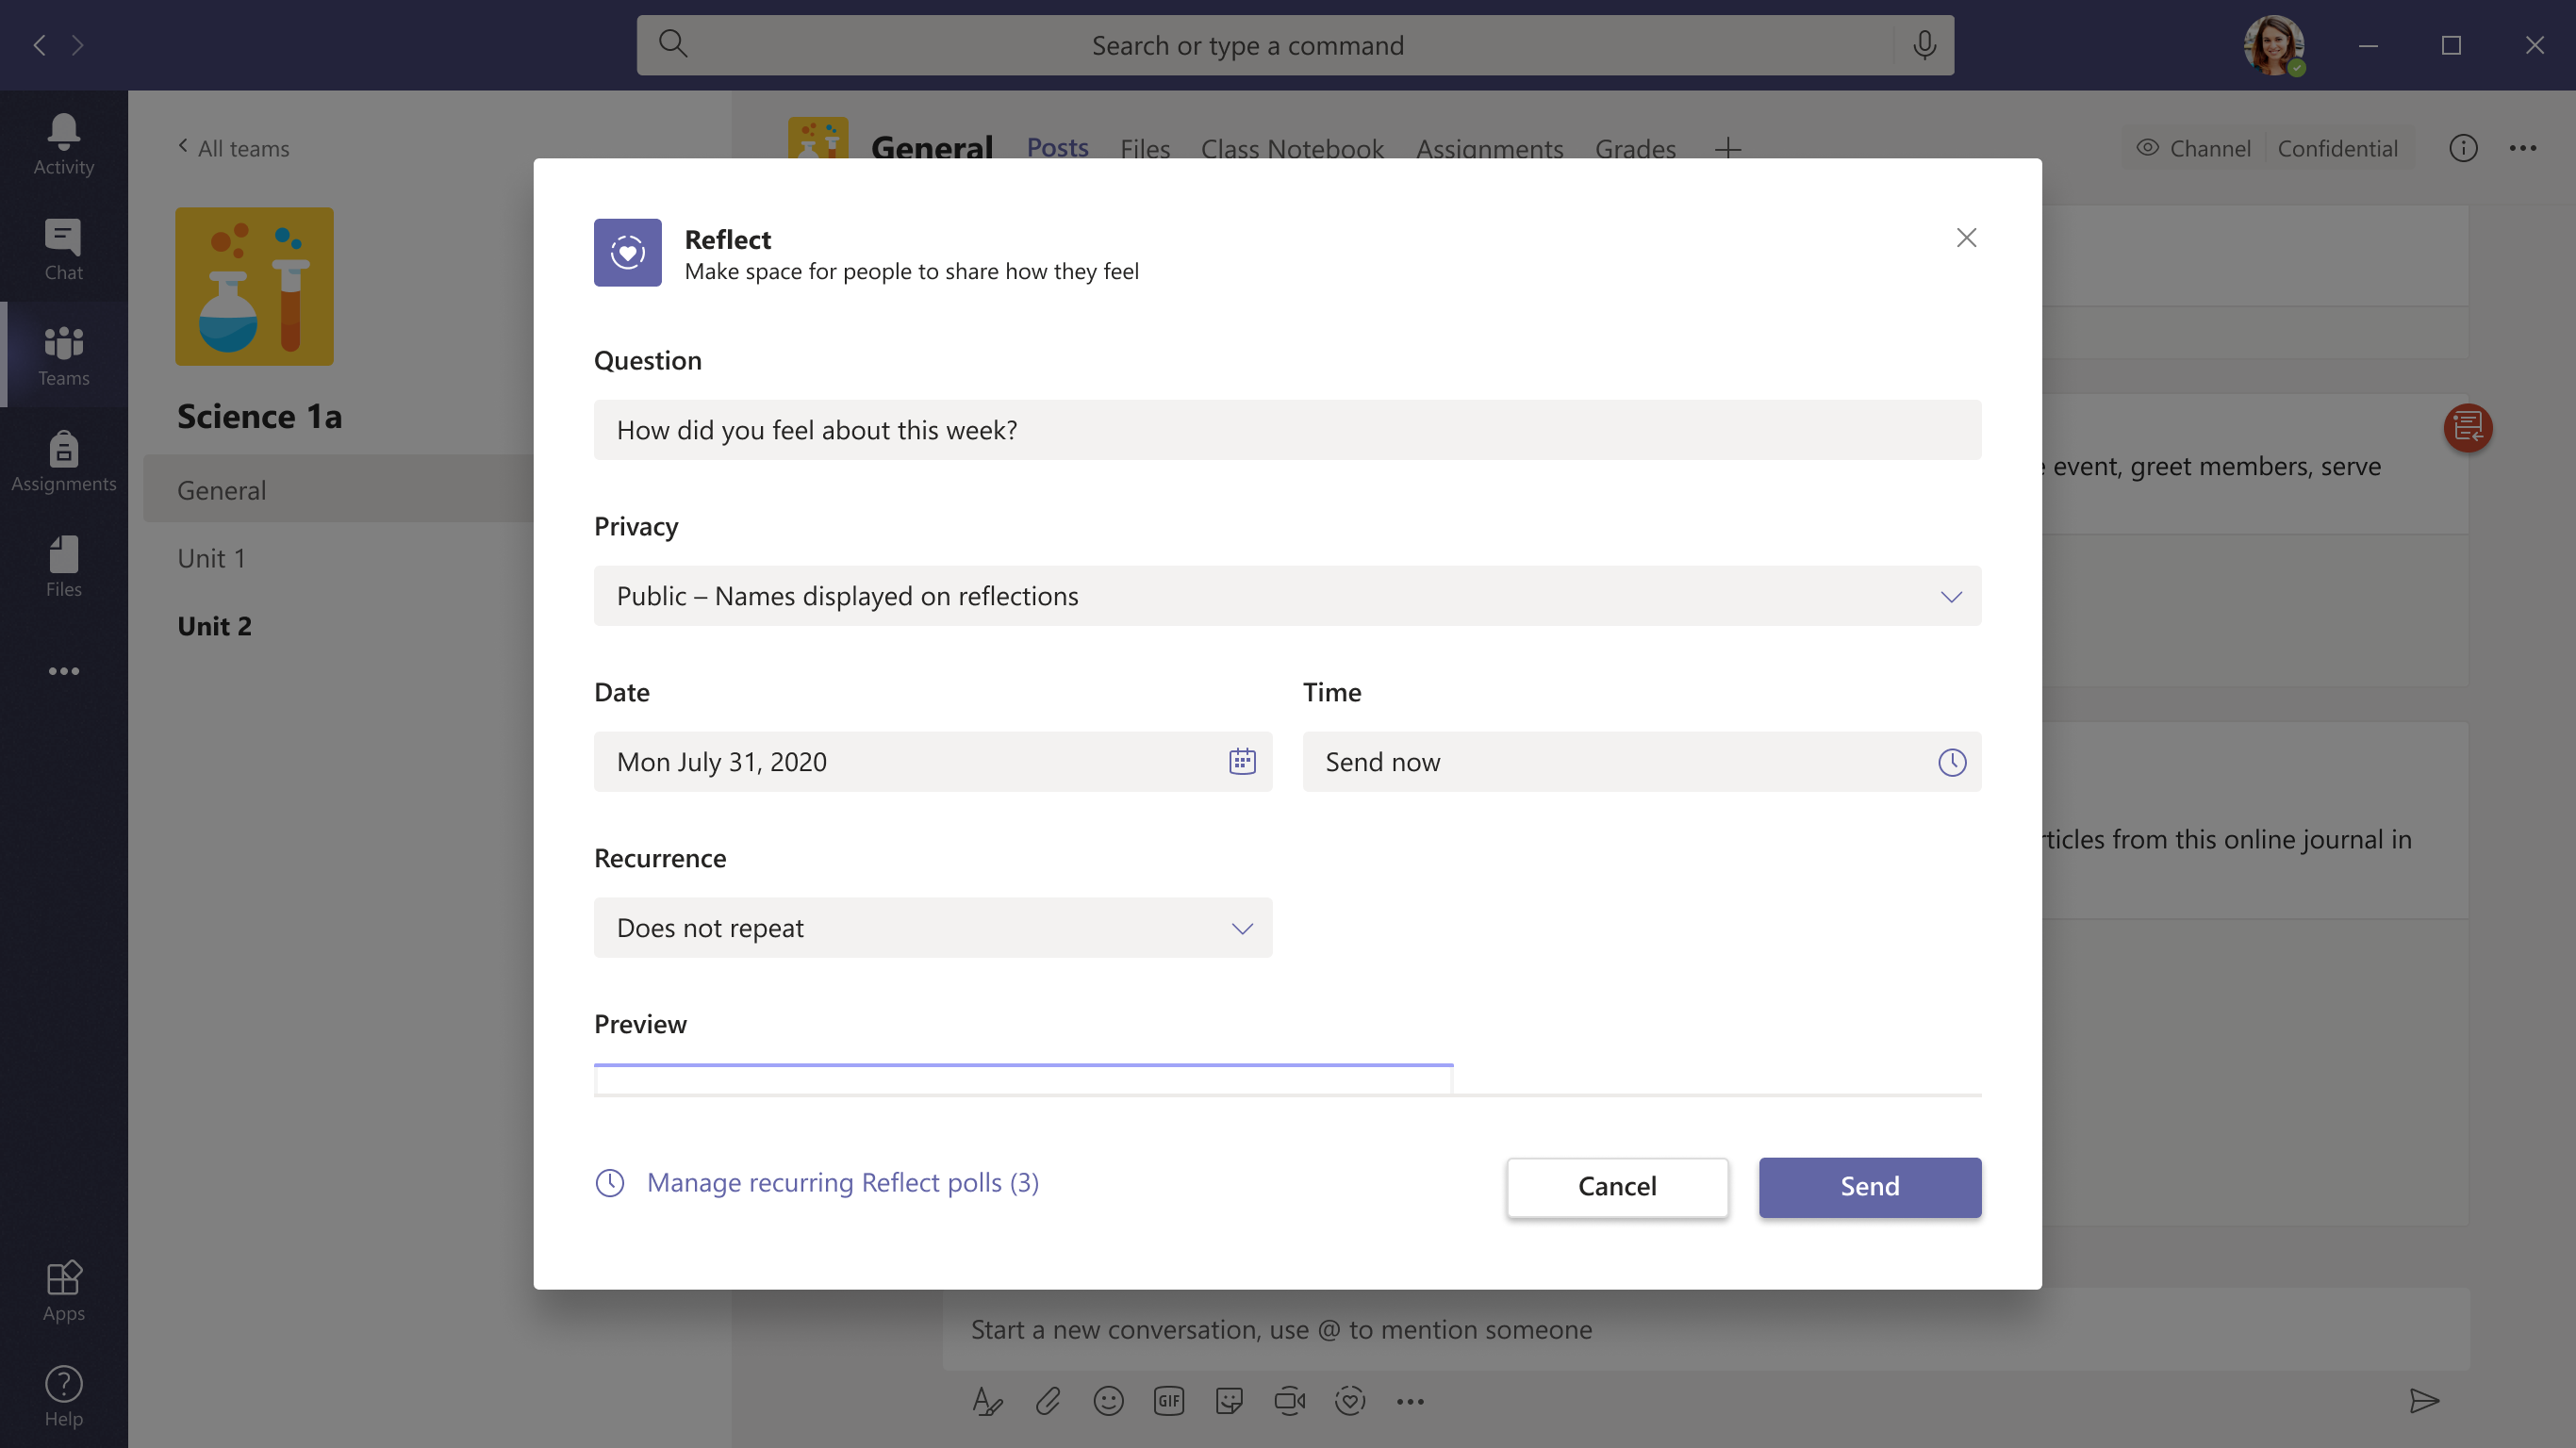 Search or type a command
Activity
Chat
Teams
Assignments
Files
Apps
Help
All teams
Science 1a
General
Unit 1
Unit 2
General
Posts
Files
Class Notebook
Assignments
Grades
Channel
Confidential
Reflect
Make space for people to share how they feel
Question
How did you feel about this week?
Privacy
Public – Names displayed on reflections
Date
Time
Mon July 31, 2020
Send now
Recurrence
Does not repeat
Preview
Manage recurring Reflect polls (3)
Cancel
Send
event, greet members, serve
from this online journal in
Start a new conversation, use @ to mention someone
GIF